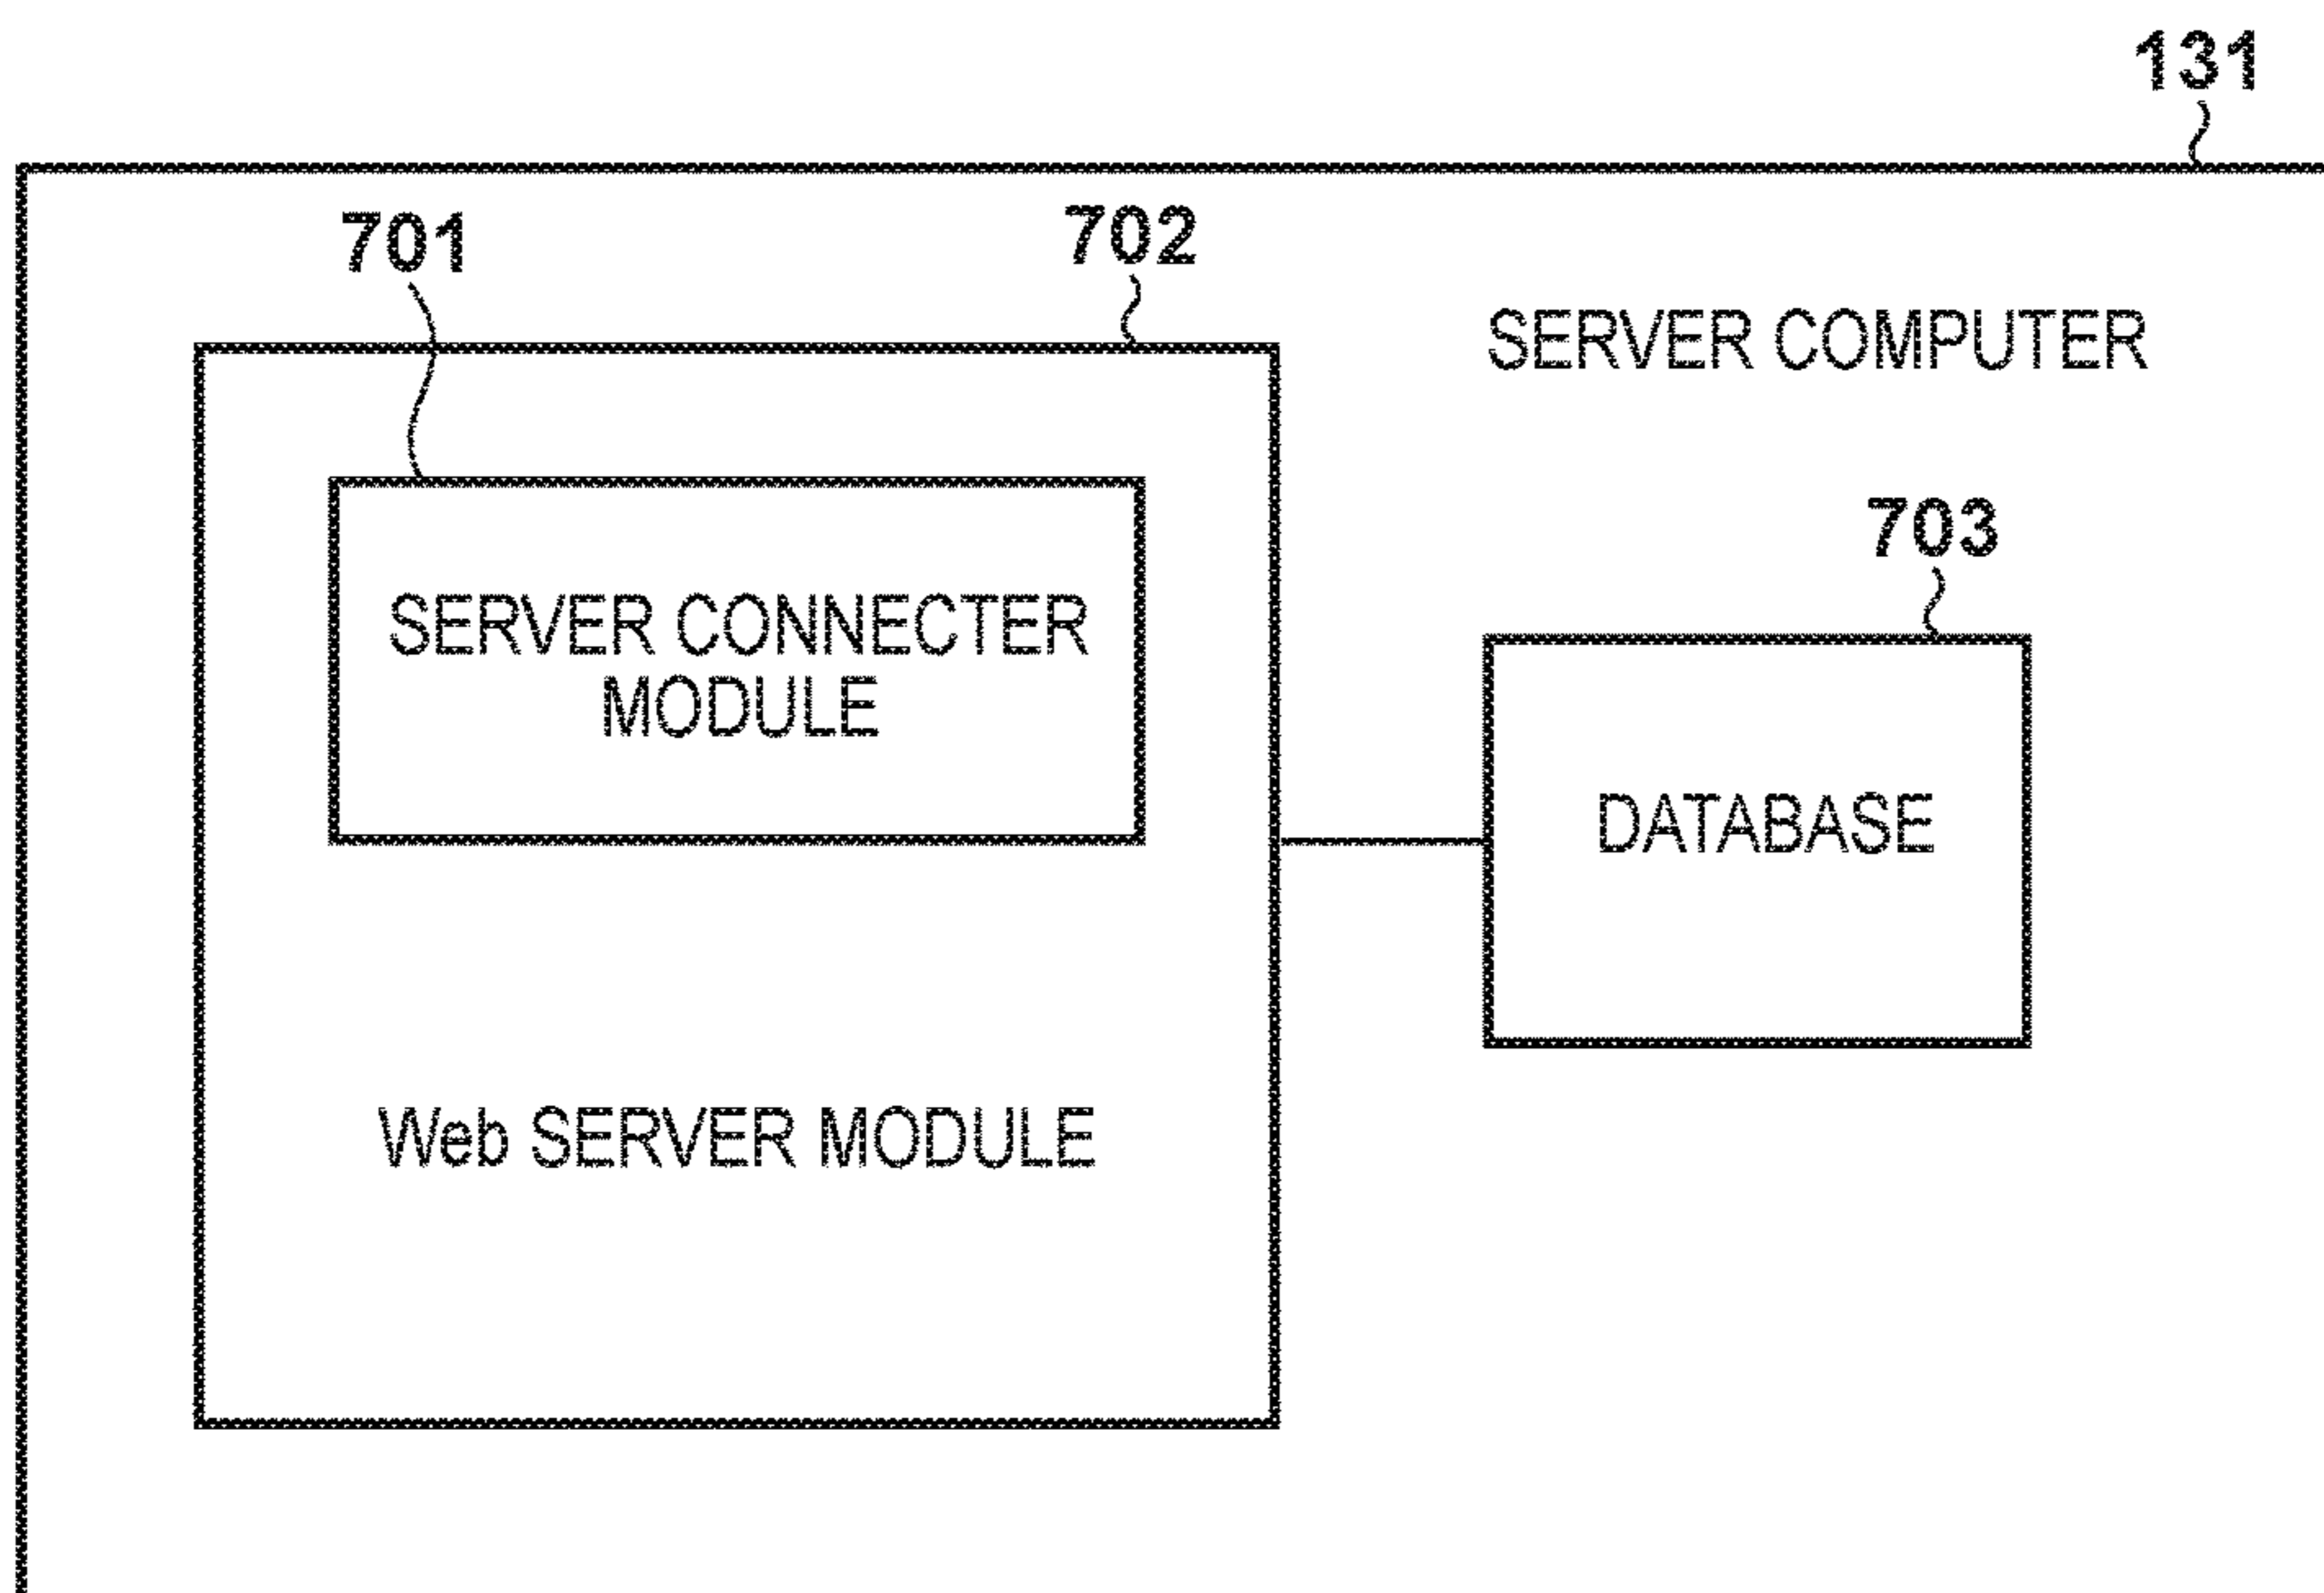 131
701
702
SERVER COMPUTER
703
SERVER CONNECTER
MODULE
DATABASE
Web SERVER MODULE